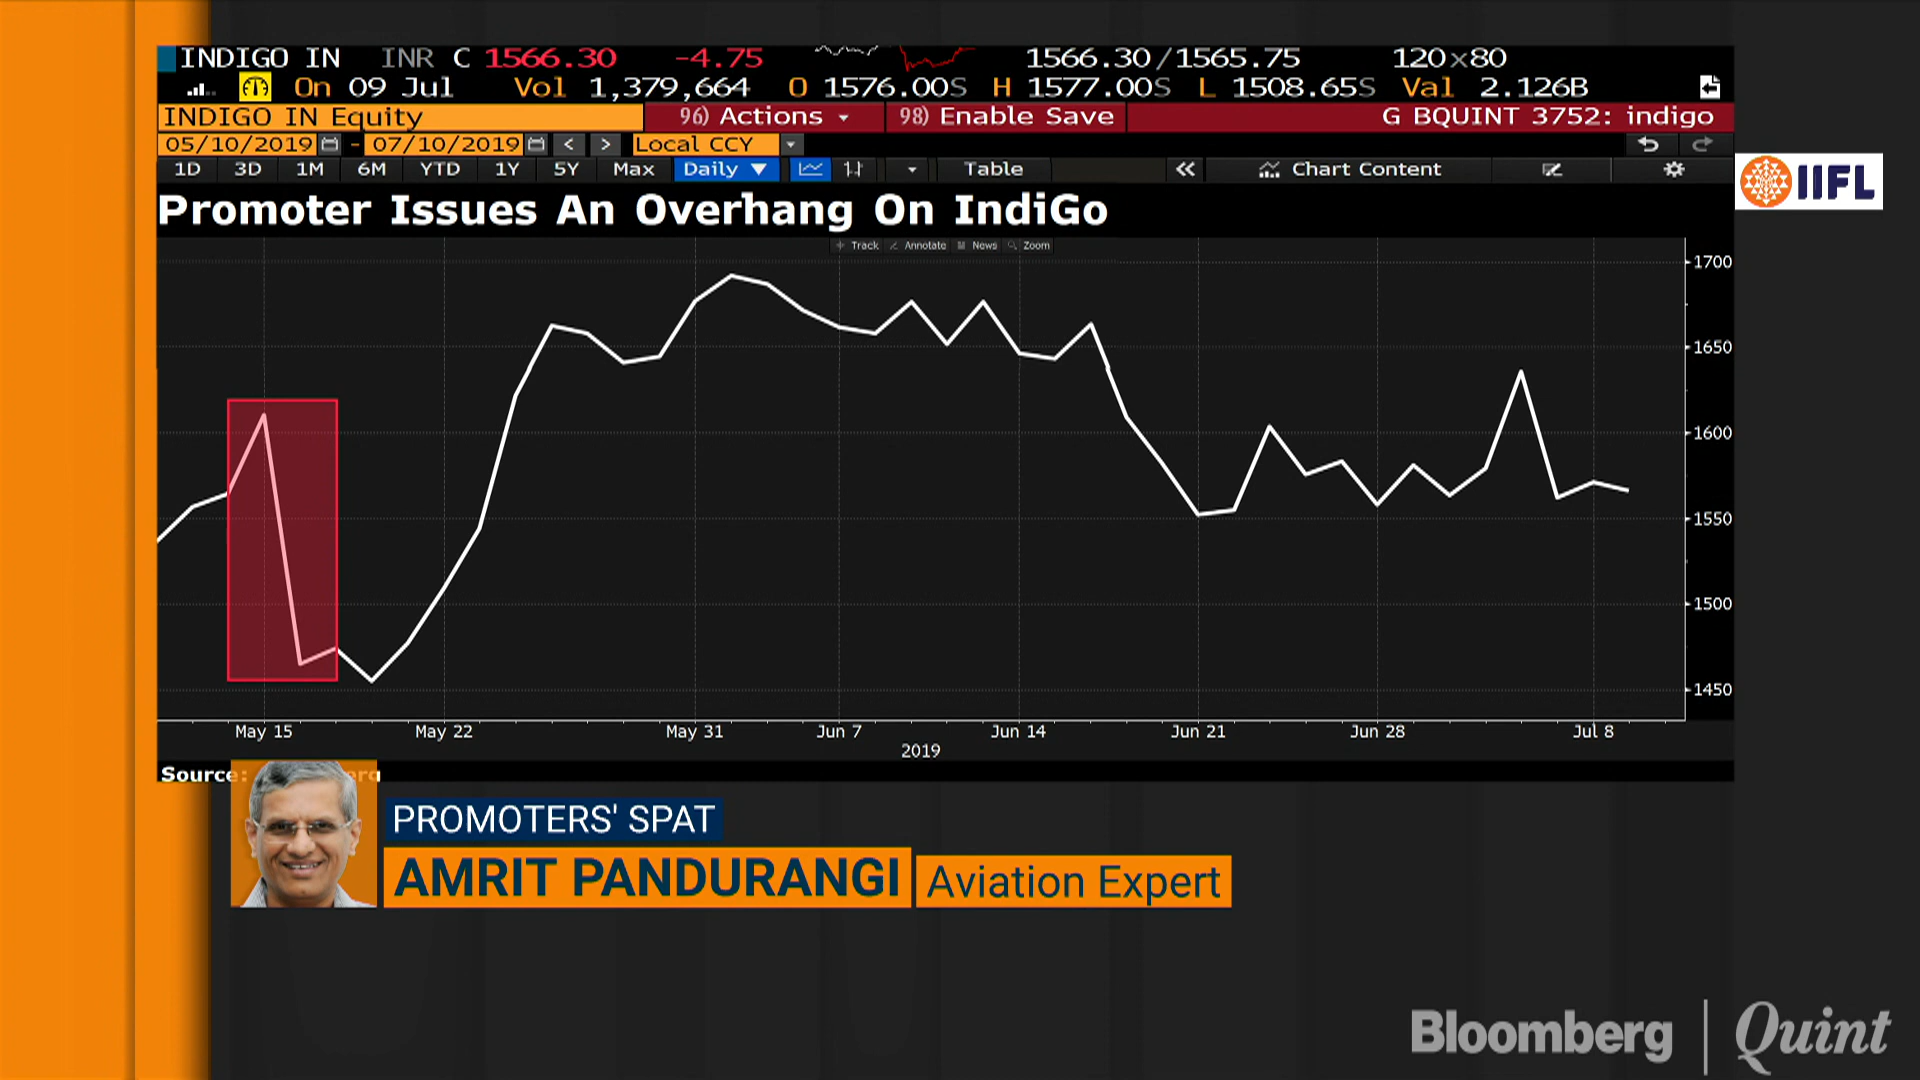 INDIGO IN INR C 1566.30 -4.75 1566.30/1565.75 120x80
On 09 Jul Vol 1,379,664 O 1576.00S H 1577.00S L 1508.65S Val 2.126B
INDIGO IN Equity 96) Actions 98) Enable Save G BQUINT 3752: indigo
05/10/2019 - 07/10/2019 < > Local CCY
1D 3D 1M 6M YTD 1Y 5Y Max Daily ▼ Table « Chart Content
IIFL
Promoter Issues An Overhang On IndiGo
Track Annotate News Zoom
1700
1650
1600
1550
1500
1450
May 15 May 22 May 31 Jun 7 Jun 14 Jun 21 Jun 28 Jul 8
2019
Source:
PROMOTERS' SPAT
AMRIT PANDURANGI Aviation Expert
Bloomberg | Quint